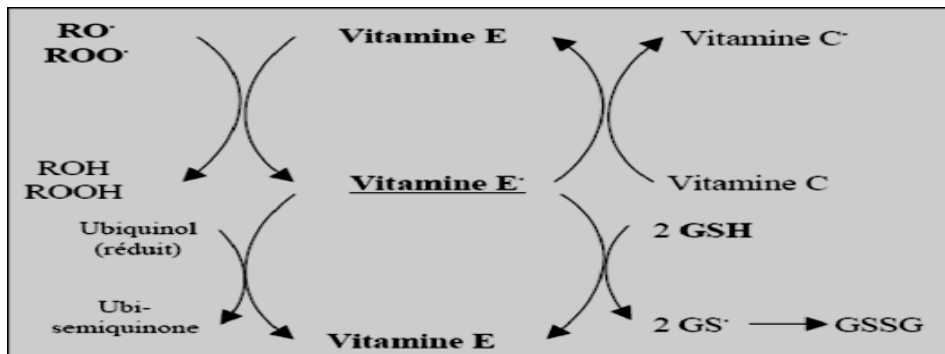 RO· Vitamine E Vitamine C·
ROO·
ROH
ROOH Vitamine E· Vitamine C
Ubiquinol 2 GSH
(réduit)
Ubi-
semiquinone 2 GS· GSSG
Vitamine E